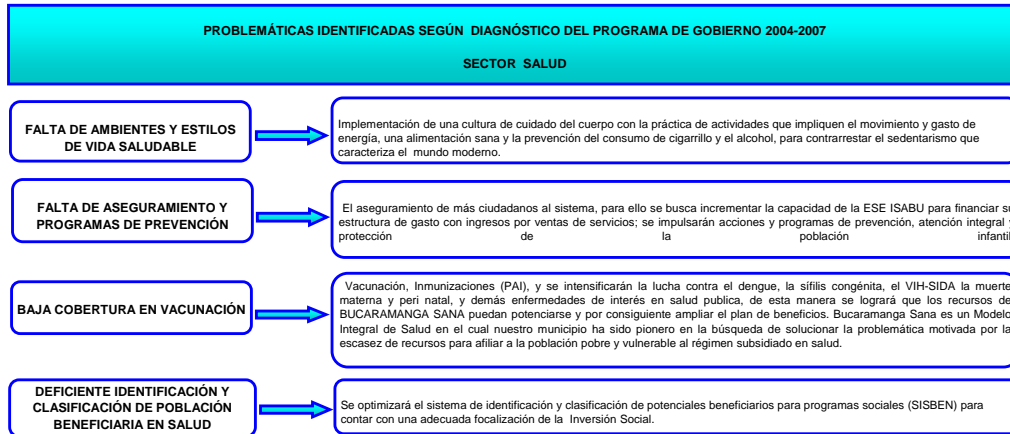 PROBLEMÁTICAS IDENTIFICADAS SEGÚN DIAGNÓSTICO DEL PROGRAMA DE GOBIERNO 2004-2007
SECTOR SALUD
FALTA DE AMBIENTES Y ESTILOS
DE VIDA SALUDABLE
Implementación de una cultura de cuidado del cuerpo con la práctica de actividades que impliquen el movimiento y gasto de
energía, una alimentación sana y la prevención del consumo de cigarrillo y el alcohol, para contrarrestar el sedentarismo que
caracteriza el mundo moderno.
FALTA DE ASEGURAMIENTO Y
PROGRAMAS DE PREVENCIÓN
El aseguramiento de más ciudadanos al sistema, para ello se busca incrementar la capacidad de la ESE ISABU para financiar su
estructura de gasto con ingresos por ventas de servicios; se impulsarán acciones y programas de prevención, atención integral y
protección de la población infantil
BAJA COBERTURA EN VACUNACIÓN
Vacunación, Inmunizaciones (PAI), y se intensificarán la lucha contra el dengue, la sífilis congénita, el VIH-SIDA la muerte
materna y peri natal, y demás enfermedades de interés en salud publica, de esta manera se logrará que los recursos de
BUCARAMANGA SANA puedan potenciarse y por consiguiente ampliar el plan de beneficios. Bucaramanga Sana es un Modelo
Integral de Salud en el cual nuestro municipio ha sido pionero en la búsqueda de solucionar la problemática motivada por la
escasez de recursos para afiliar a la población pobre y vulnerable al régimen subsidiado en salud.
DEFICIENTE IDENTIFICACIÓN Y
CLASIFICACIÓN DE POBLACIÓN
BENEFICIARIA EN SALUD
Se optimizará el sistema de identificación y clasificación de potenciales beneficiarios para programas sociales (SISBEN) para
contar con una adecuada focalización de la Inversión Social.